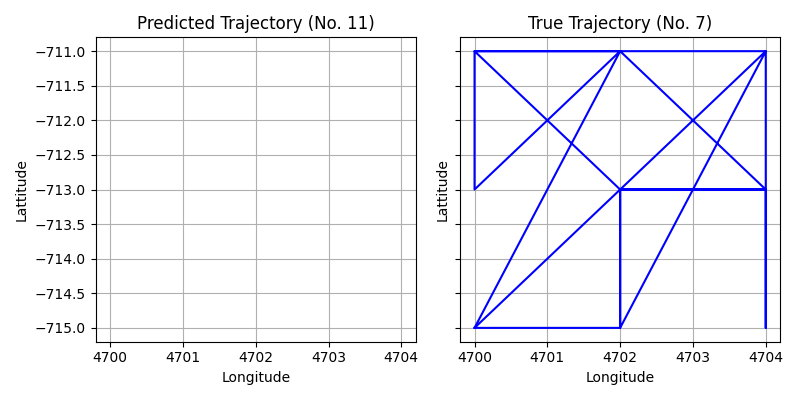 Predicted Trajectory (No. 11)
True Trajectory (No. 7)
Lattitude
−711.0
−711.5
−712.0
−712.5
−713.0
−713.5
−714.0
−714.5
−715.0
4700 4701 4702 4703 4704
Longitude
Lattitude
4700 4701 4702 4703 4704
Longitude